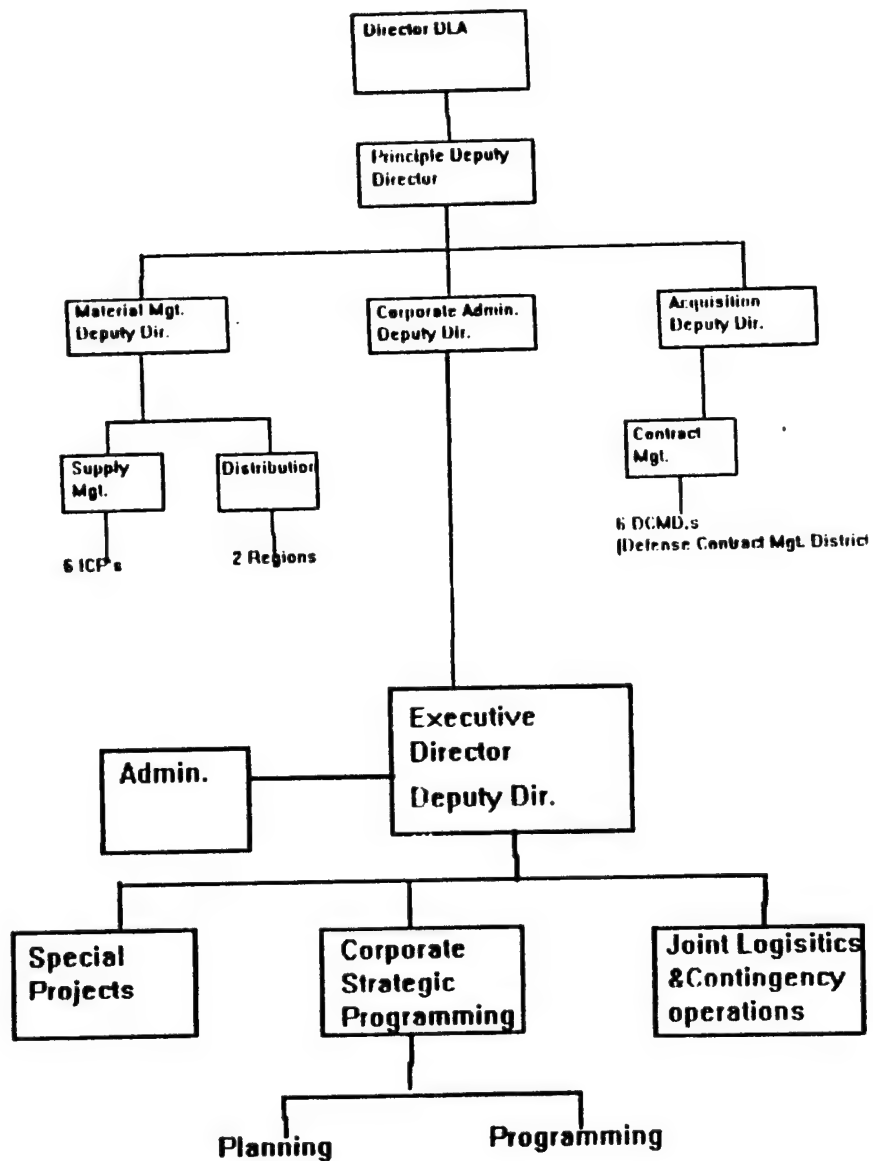 Director DLA
Principle Deputy
Director
Material Mgt.
Deputy Dir.
Corporate Admin.
Deputy Dir.
Acquisition
Deputy Dir.
Supply
Mgt.
Distribution
Contract
Mgt.
6 ICP's
2 Regions
6 DCMD.s
(Defense Contract Mgt. District
Executive
Director
Deputy Dir.
Admin.
Special
Projects
Corporate
Strategic
Programming
Joint Logisitics
&Contingency
operations
Planning
Programming